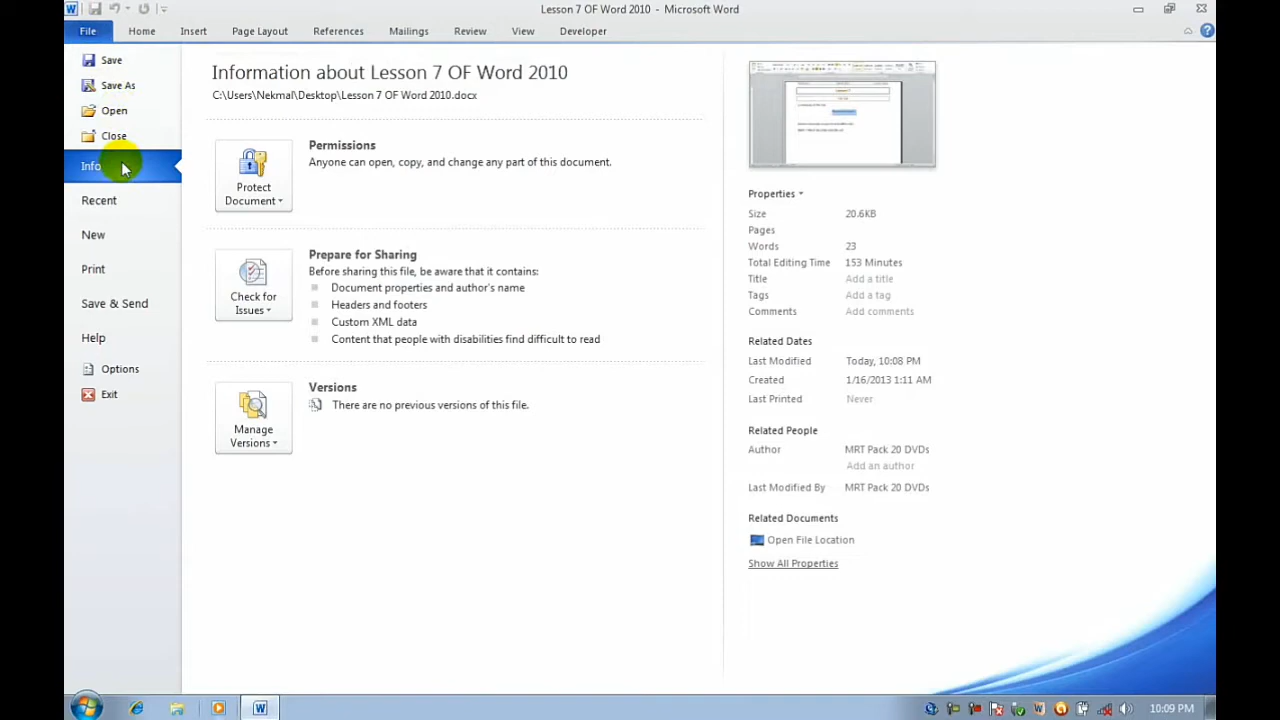 Lesson 7 OF Word 2010 - Microsoft Word
File Home Insert Page Layout References Mailings Review View Developer
Save
Save As
Open
Close
Info
Recent
New
Print
Save & Send
Help
Options
Exit
Information about Lesson 7 OF Word 2010
C:\Users\Nekmal\Desktop\Lesson 7 OF Word 2010.docx
Protect
Document
Permissions
Anyone can open, copy, and change any part of this document.
Check for
Issues
Prepare for Sharing
Before sharing this file, be aware that it contains:
Document properties and author's name
Headers and footers
Custom XML data
Content that people with disabilities find difficult to read
Manage
Versions
Versions
There are no previous versions of this file.
Properties
Size 20.6KB
Pages
Words 23
Total Editing Time 153 Minutes
Title Add a title
Tags Add a tag
Comments Add comments
Related Dates
Last Modified Today, 10:08 PM
Created 1/16/2013 1:11 AM
Last Printed Never
Related People
Author MRT Pack 20 DVDs
Add an author
Last Modified By MRT Pack 20 DVDs
Related Documents
Open File Location
Show All Properties
10:09 PM